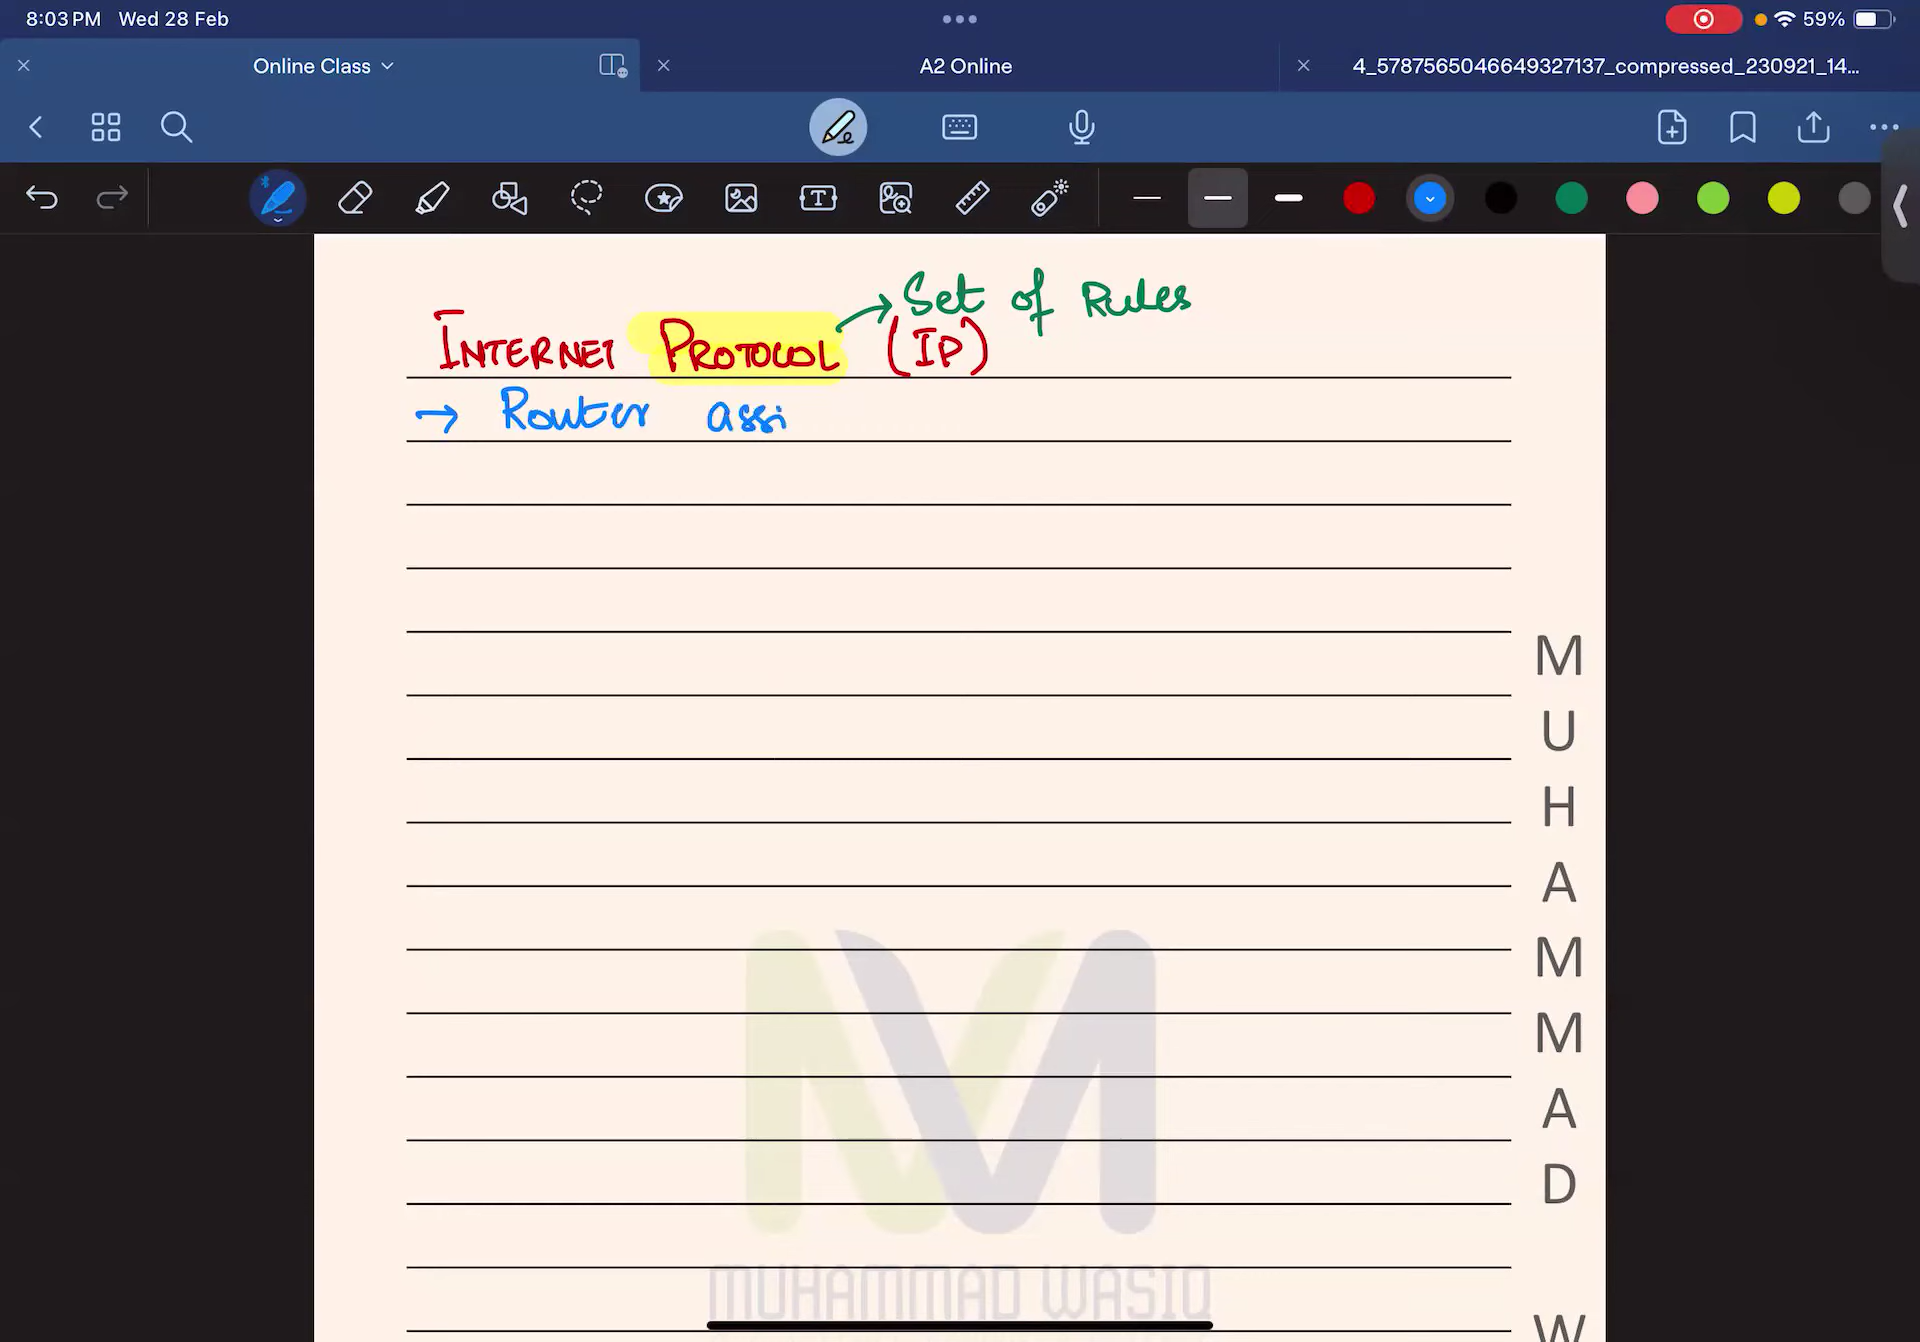 8:03 PM Wed 28 Feb
59%
Online Class
A2 Online
4_5787565046649327137_compressed_230921_14...
Set of Rules
INTERNET PROTOCOL (IP)
→ Router assi
M
U
H
A
M
M
A
D
W
MUHAMMAD WASIQ